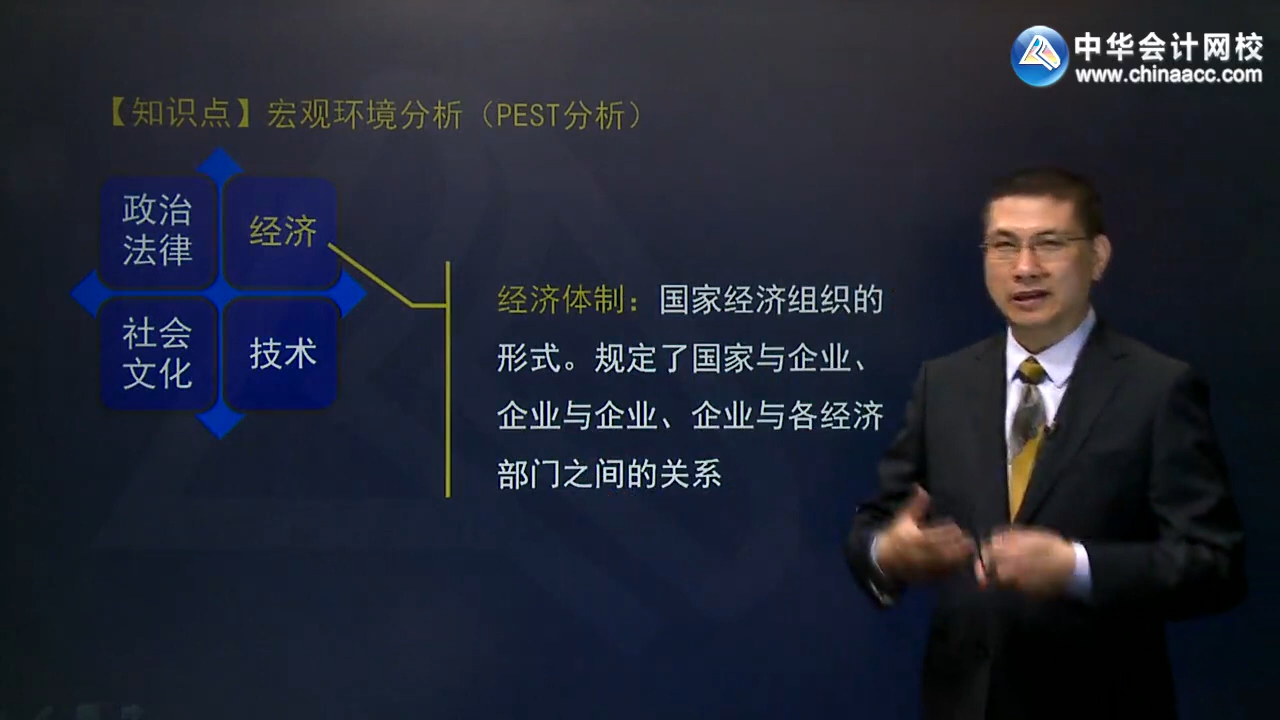 中华会计网校
www.chinaacc.com
【知识点】宏观环境分析（PEST分析）
政治
法律
经济
社会
文化
技术
经济体制：国家经济组织的
形式。规定了国家与企业、
企业与企业、企业与各经济
部门之间的关系